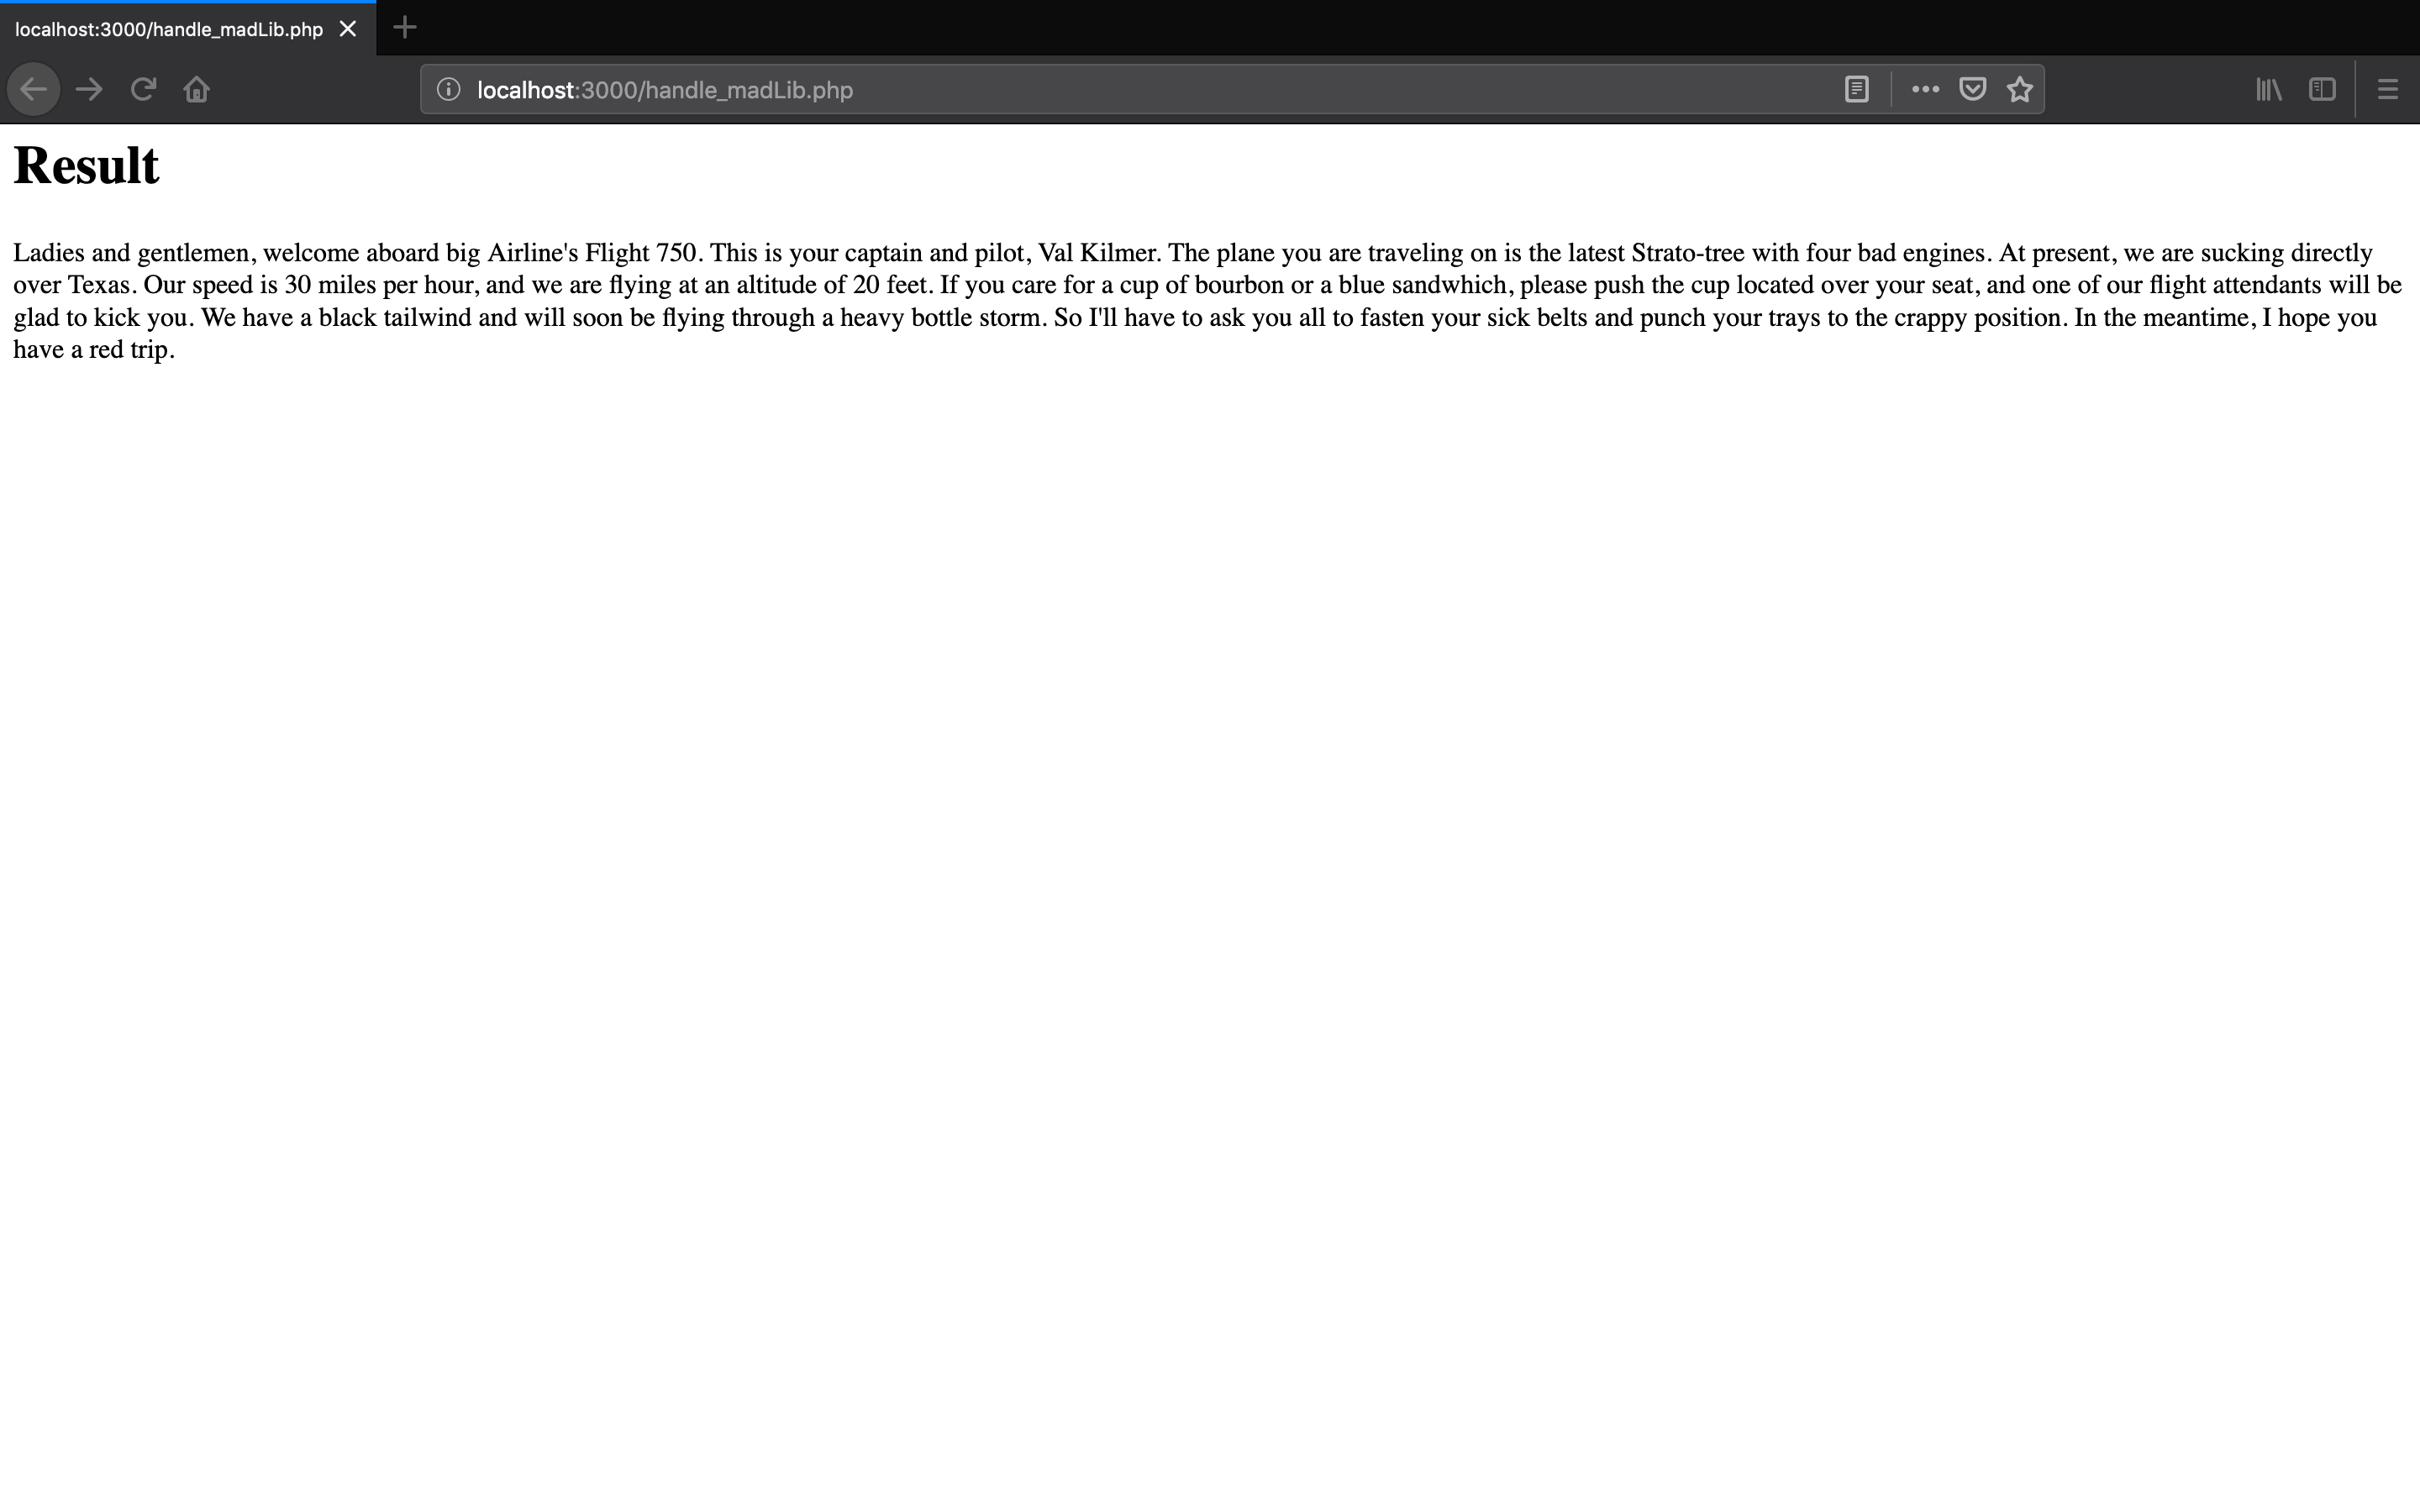 localhost:3000/handle_madLib.php
localhost:3000/handle_madLib.php
Result
Ladies and gentlemen, welcome aboard big Airline's Flight 750. This is your captain and pilot, Val Kilmer. The plane you are traveling on is the latest Strato-tree with four bad engines. At present, we are sucking directly
over Texas. Our speed is 30 miles per hour, and we are flying at an altitude of 20 feet. If you care for a cup of bourbon or a blue sandwhich, please push the cup located over your seat, and one of our flight attendants will be
glad to kick you. We have a black tailwind and will soon be flying through a heavy bottle storm. So I'll have to ask you all to fasten your sick belts and punch your trays to the crappy position. In the meantime, I hope you
have a red trip.